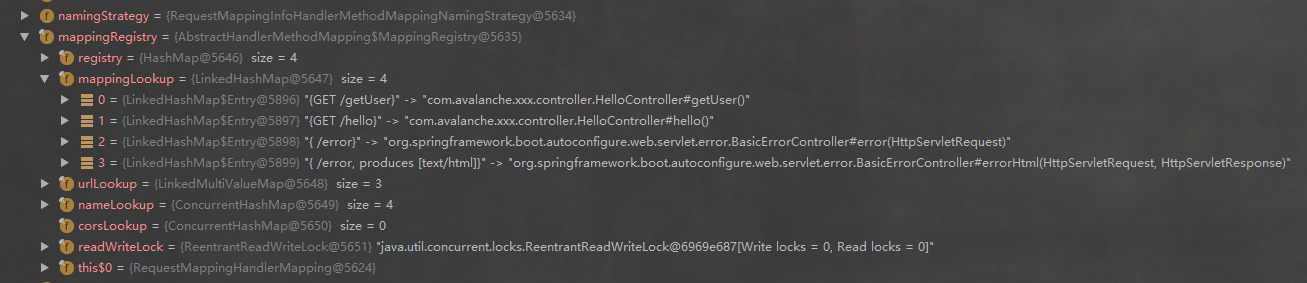 namingStrategy = {RequestMappingInfoHandlerMethodMappingNamingStrategy@5634}
mappingRegistry = {AbstractHandlerMethodMapping$MappingRegistry@5635}
registry = {HashMap@5646} size = 4
mappingLookup = {LinkedHashMap@5647} size = 4
0 = {LinkedHashMap$Entry@5896} "{GET /getUser}" -> "com.avalanche.xxx.controller.HelloController#getUser()"
1 = {LinkedHashMap$Entry@5897} "{GET /hello}" -> "com.avalanche.xxx.controller.HelloController#hello()"
2 = {LinkedHashMap$Entry@5898} "{ /error}" -> "org.springframework.boot.autoconfigure.web.servlet.error.BasicErrorController#error(HttpServletRequest)"
3 = {LinkedHashMap$Entry@5899} "{ /error, produces [text/html]}" -> "org.springframework.boot.autoconfigure.web.servlet.error.BasicErrorController#errorHtml(HttpServletRequest, HttpServletResponse)"
urlLookup = {LinkedMultiValueMap@5648} size = 3
nameLookup = {ConcurrentHashMap@5649} size = 4
corsLookup = {ConcurrentHashMap@5650} size = 0
readWriteLock = {ReentrantReadWriteLock@5651} "java.util.concurrent.locks.ReentrantReadWriteLock@6969e687[Write locks = 0, Read locks = 0]"
this$0 = {RequestMappingHandlerMapping@5624}